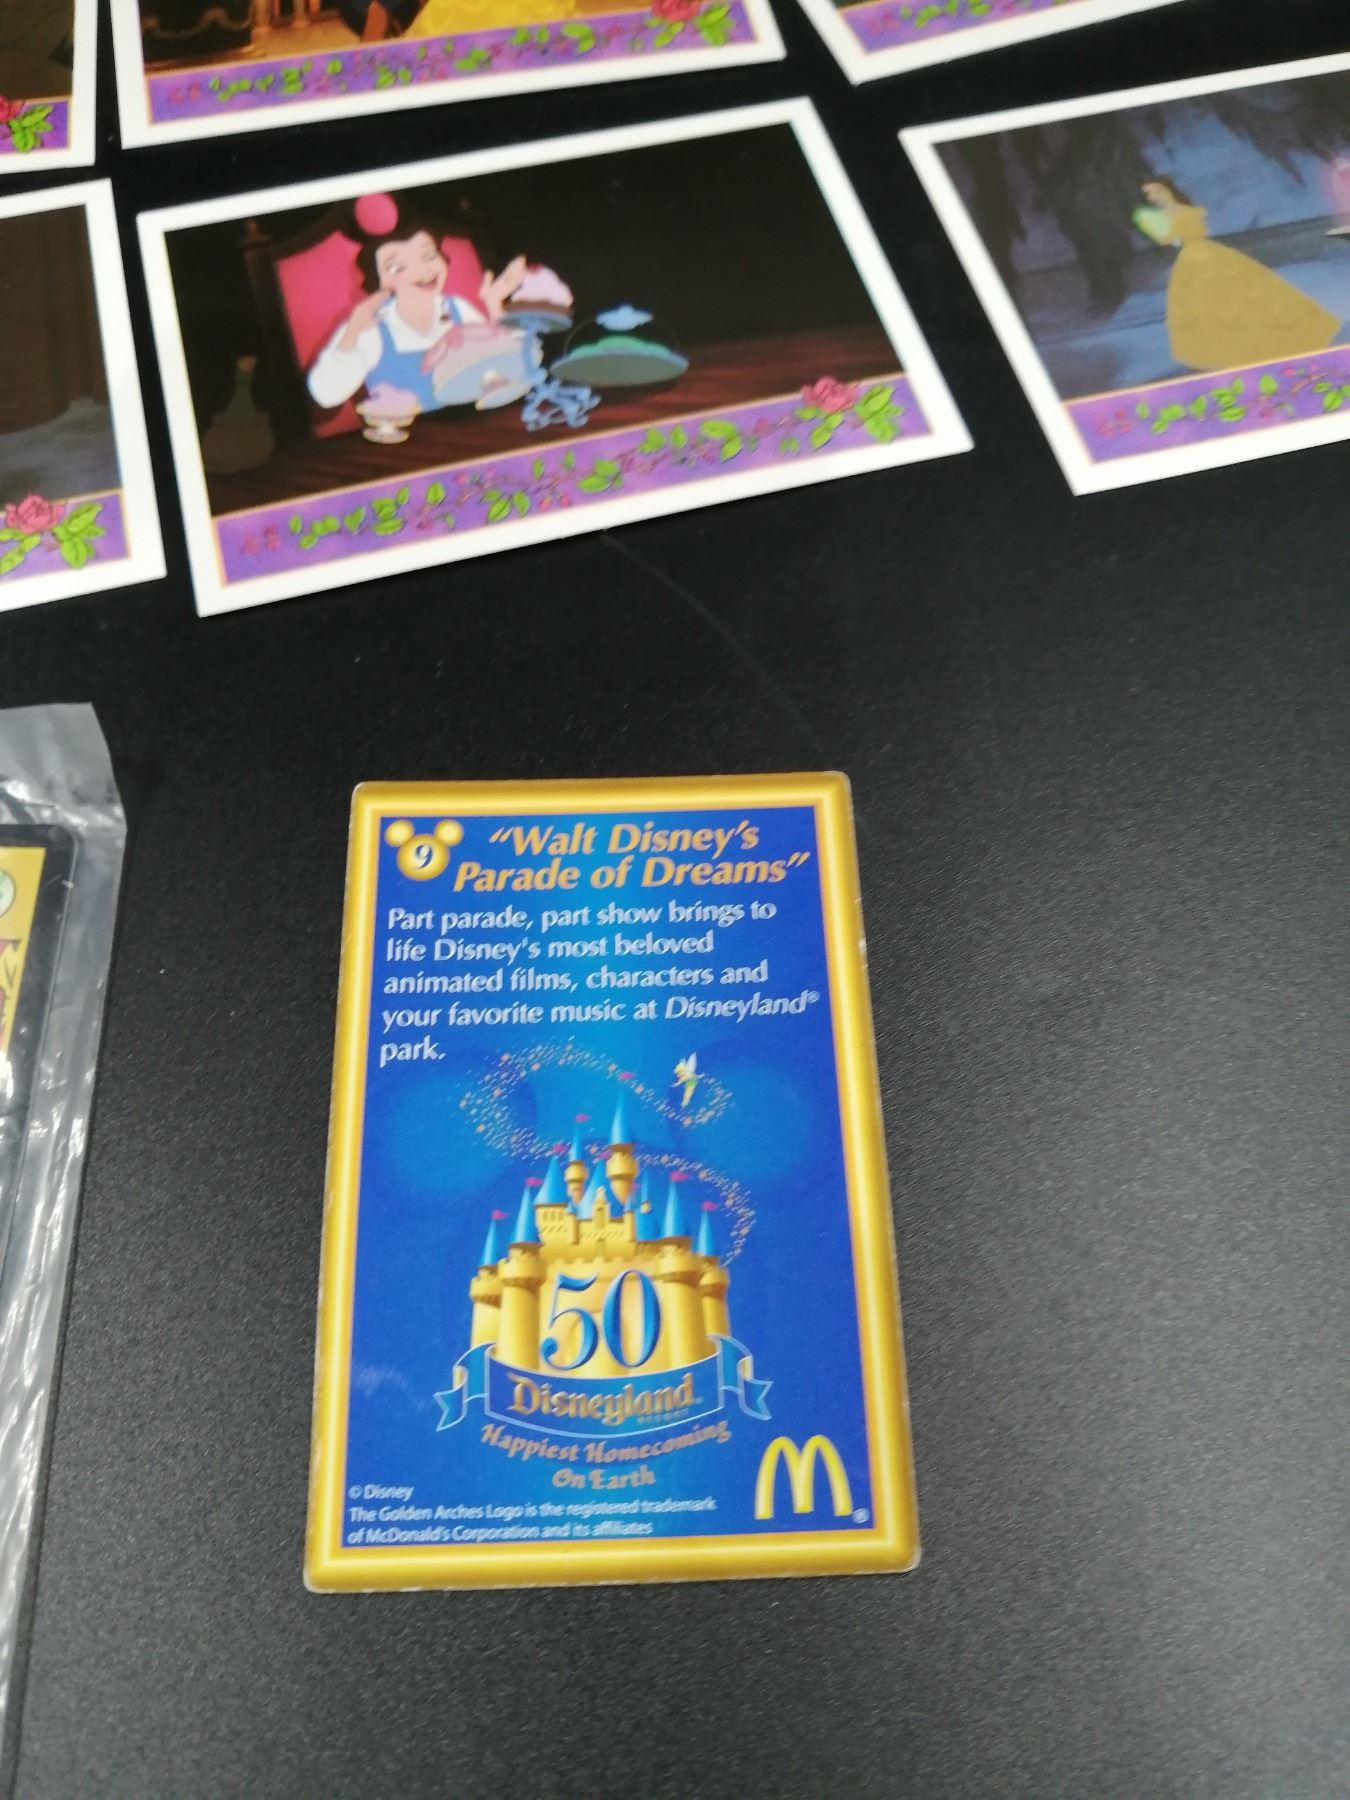 9
“Walt Disney's
Parade of Dreams”
Part parade, part show brings to
life Disney's most beloved
animated films, characters and
your favorite music at Disneyland®
park.
50
Disneyland
RESORT
Happiest Homecoming
On Earth
© Disney
The Golden Arches Logo is the registered trademark
of McDonald's Corporation and its affiliates
M®